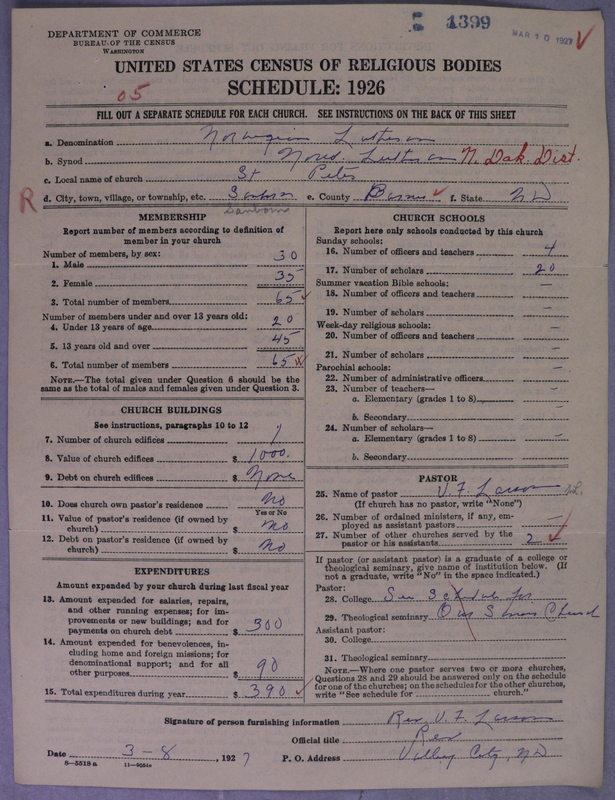 DEPARTMENT OF COMMERCE
BUREAU OF THE CENSUS
WASHINGTON
1399
MAR 10 1927
UNITED STATES CENSUS OF RELIGIOUS BODIES
SCHEDULE: 1926
05
FILL OUT A SEPARATE SCHEDULE FOR EACH CHURCH. SEE INSTRUCTIONS ON THE BACK OF THIS SHEET
a. Denomination Norwegian Lutheran
b. Synod Lutheran N. Dak. Dist.
c. Local name of church St Peter
R d. City, town, village, or township, etc. Sanborn e. County Barnes f. State ND
Sanborn
MEMBERSHIP
Report number of members according to definition of
member in your church
Number of members, by sex:
1. Male 30
2. Female 35
3. Total number of members 65
Number of members under and over 13 years old:
4. Under 13 years of age 20
5. 13 years old and over 45
6. Total number of members 65
NOTE.—The total given under Question 6 should be the
same as the total of males and females given under Question 3.
CHURCH BUILDINGS
See instructions, paragraphs 10 to 12
7. Number of church edifices 1
8. Value of church edifices $ 1000.
9. Debt on church edifices $ None
10. Does church own pastor's residence No
Yes or No
11. Value of pastor's residence (if owned by
church) $ No
12. Debt on pastor's residence (if owned by
church) $ No
EXPENDITURES
Amount expended by your church during last fiscal year
13. Amount expended for salaries, repairs,
and other running expenses; for im-
provements or new buildings; and for
payments on church debt $ 300
14. Amount expended for benevolences, in-
cluding home and foreign missions; for
denominational support; and for all
other purposes $ 90
15. Total expenditures during year $ 390
CHURCH SCHOOLS
Report here only schools conducted by this church
Sunday schools:
16. Number of officers and teachers 4
17. Number of scholars 20
Summer vacation Bible schools:
18. Number of officers and teachers —
19. Number of scholars —
Week-day religious schools:
20. Number of officers and teachers —
21. Number of scholars —
Parochial schools:
22. Number of administrative officers —
23. Number of teachers—
a. Elementary (grades 1 to 8) —
b. Secondary —
24. Number of scholars—
a. Elementary (grades 1 to 8) —
b. Secondary —
PASTOR
25. Name of pastor V. F. Larson
(If church has no pastor, write "None")
26. Number of ordained ministers, if any, em-
ployed as assistant pastors —
27. Number of other churches served by the
pastor or his assistants 2
If pastor (or assistant pastor) is a graduate of a college or
theological seminary, give name of institution below. (If
not a graduate, write "No" in the space indicated.)
Pastor:
28. College See Schedule for
29. Theological seminary Our Saviors Church
Assistant pastor:
30. College
31. Theological seminary
NOTE.—Where one pastor serves two or more churches,
Questions 28 and 29 should be answered only on the schedule
for one of the churches; on the schedules for the other churches,
write "See schedule for church."
Signature of person furnishing information Rev V. F. Larson
Official title
Date 3-8, 1927 P. O. Address Valley City, ND
8-5518 a